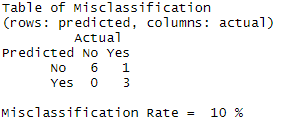 Table of Misclassification
(rows: predicted, columns: actual)
Actual
Predicted No Yes
No 6 1
Yes 0 3
Misclassification Rate = 10 %